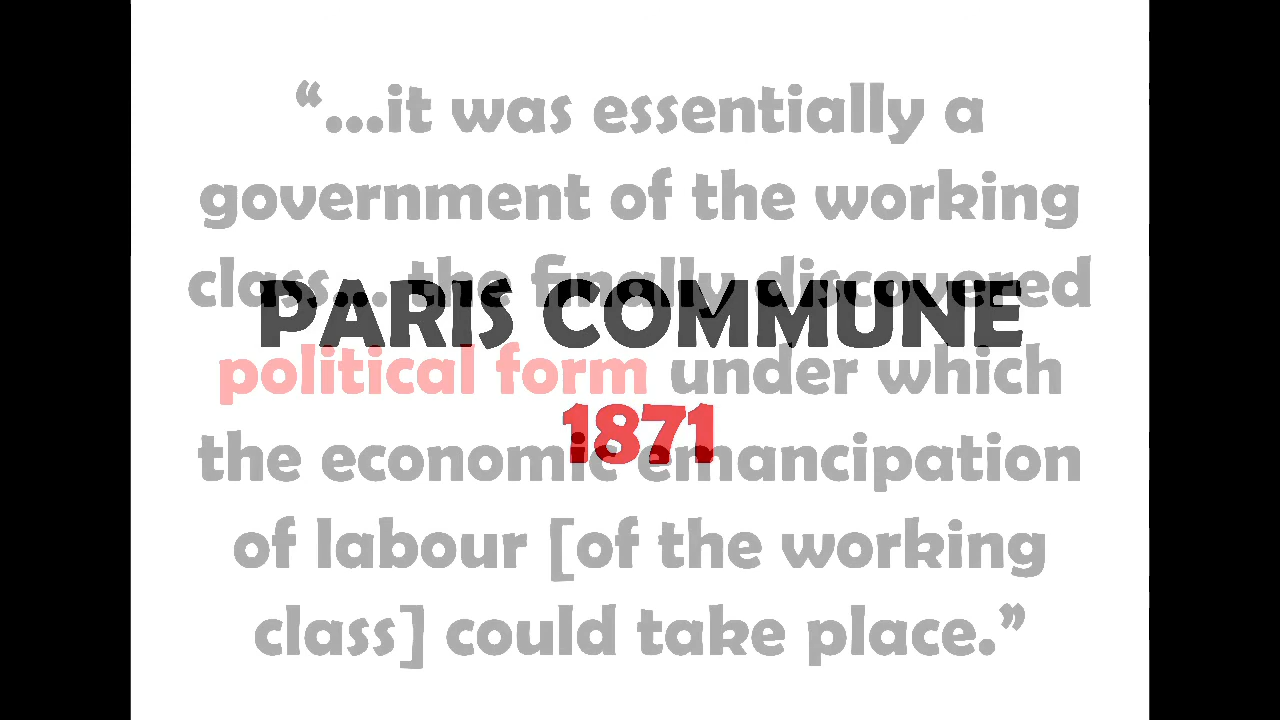 “...it was essentially a
government of the working
class... the finally discovered
PARIS COMMUNE
political form under which
1871
the economic emancipation
of labour [of the working
class] could take place.”